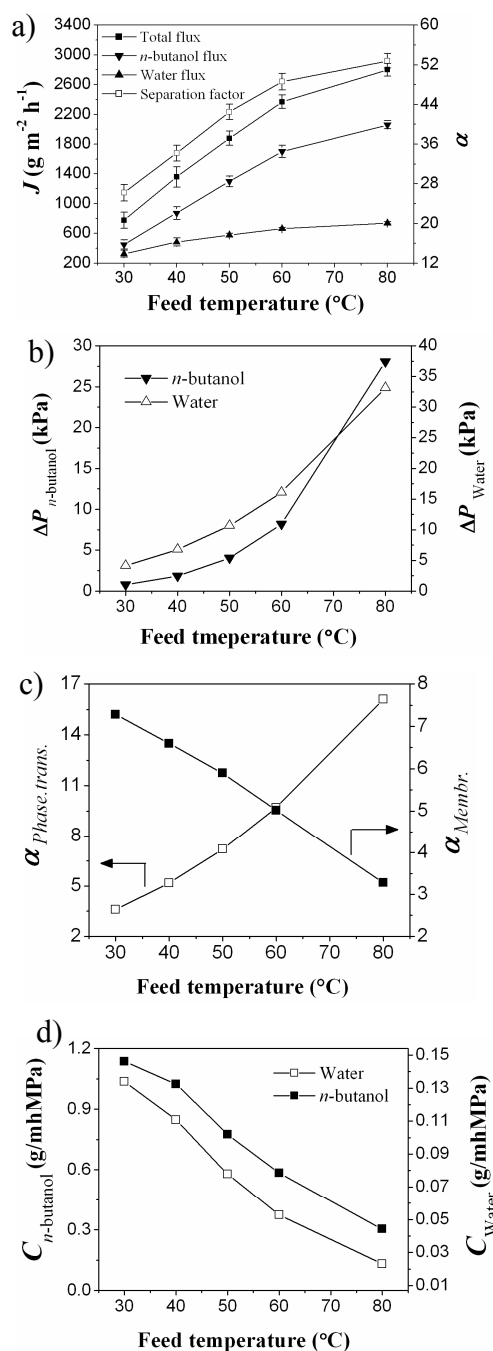 a)
3400
3000
2600
2200
1800
1400
1000
600
200
J (g m⁻² h⁻¹)
Total flux
n-butanol flux
Water flux
Separation factor
60
52
44
36
28
20
12
α
30 40 50 60 70 80
Feed temperature (°C)
b)
30
25
20
15
10
5
0
ΔP n-butanol (kPa)
n-butanol
Water
40
35
30
25
20
15
10
5
0
ΔP Water (kPa)
30 40 50 60 70 80
Feed tmeperature (°C)
c)
17
14
11
8
5
2
α Phase.trans.
8
7
6
5
4
3
2
α Membr.
30 40 50 60 70 80
Feed temperature (°C)
d)
1.2
0.9
0.6
0.3
0.0
C n-butanol (g/mhMPa)
Water
n-butanol
0.15
0.13
0.11
0.09
0.07
0.05
0.03
0.01
C Water (g/mhMPa)
30 40 50 60 70 80
Feed temperature (°C)